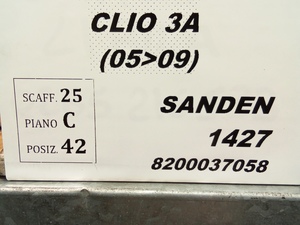 CLIO 3A
(05>09)
SCAFF. 25
PIANO C
POSIZ. 42
SANDEN
1427
8200037058